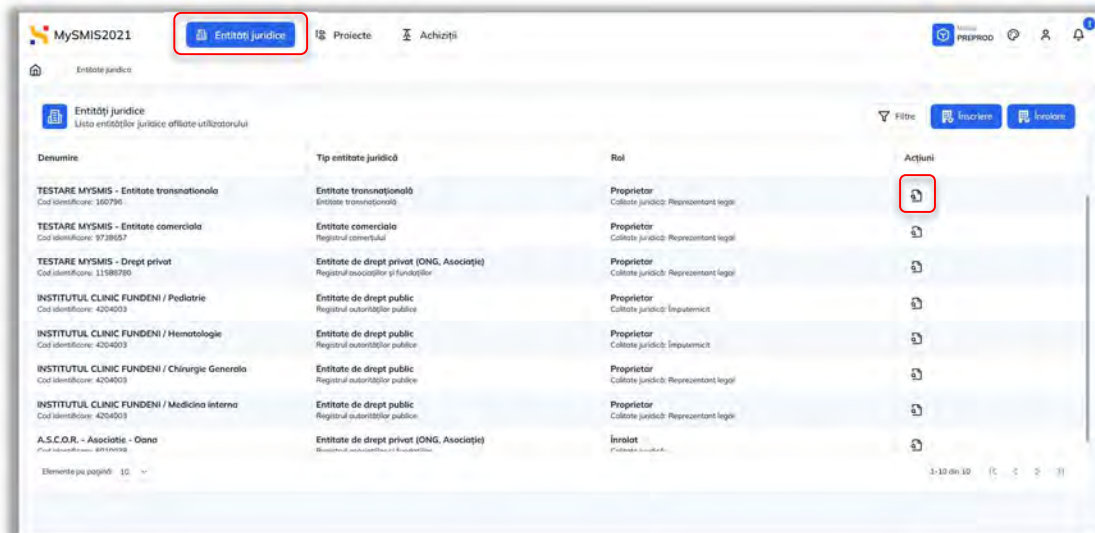 MySMIS2021
Entități juridice
Proiecte
Achiziții
PREPROD
Entitate juridica
Entități juridice
Lista entităților juridice afiliate utilizatorului
Filtre
Înscriere
Înrolare
Denumire Tip entitate juridică Rol Acțiuni
TESTARE MYSMIS - Entitate transnationala Entitate transnațională Proprietar
Cod identificare: 160796 Entitate transnațională Calitate juridică: Reprezentant legal
TESTARE MYSMIS - Entitate comerciala Entitate comerciala Proprietar
Cod identificare: 9728657 Registrul comerțului Calitate juridică: Reprezentant legal
TESTARE MYSMIS - Drept privat Entitate de drept privat (ONG, Asociație) Proprietar
Cod identificare: 11586780 Registrul asociațiilor și fundațiilor Calitate juridică: Reprezentant legal
INSTITUTUL CLINIC FUNDENI / Pediatrie Entitate de drept public Proprietar
Cod identificare: 4204003 Registrul autorităților publice Calitate juridică: Împuternicit
INSTITUTUL CLINIC FUNDENI / Hematologie Entitate de drept public Proprietar
Cod identificare: 4204003 Registrul autorităților publice Calitate juridică: Împuternicit
INSTITUTUL CLINIC FUNDENI / Chirurgie Generala Entitate de drept public Proprietar
Cod identificare: 4204003 Registrul autorităților publice Calitate juridică: Reprezentant legal
INSTITUTUL CLINIC FUNDENI / Medicina interna Entitate de drept public Proprietar
Cod identificare: 4204003 Registrul autorităților publice Calitate juridică: Reprezentant legal
A.S.C.O.R. - Asociatie - Oana Entitate de drept privat (ONG, Asociație) Înrolat
Elemente pe pagină: 10 1-10 din 10